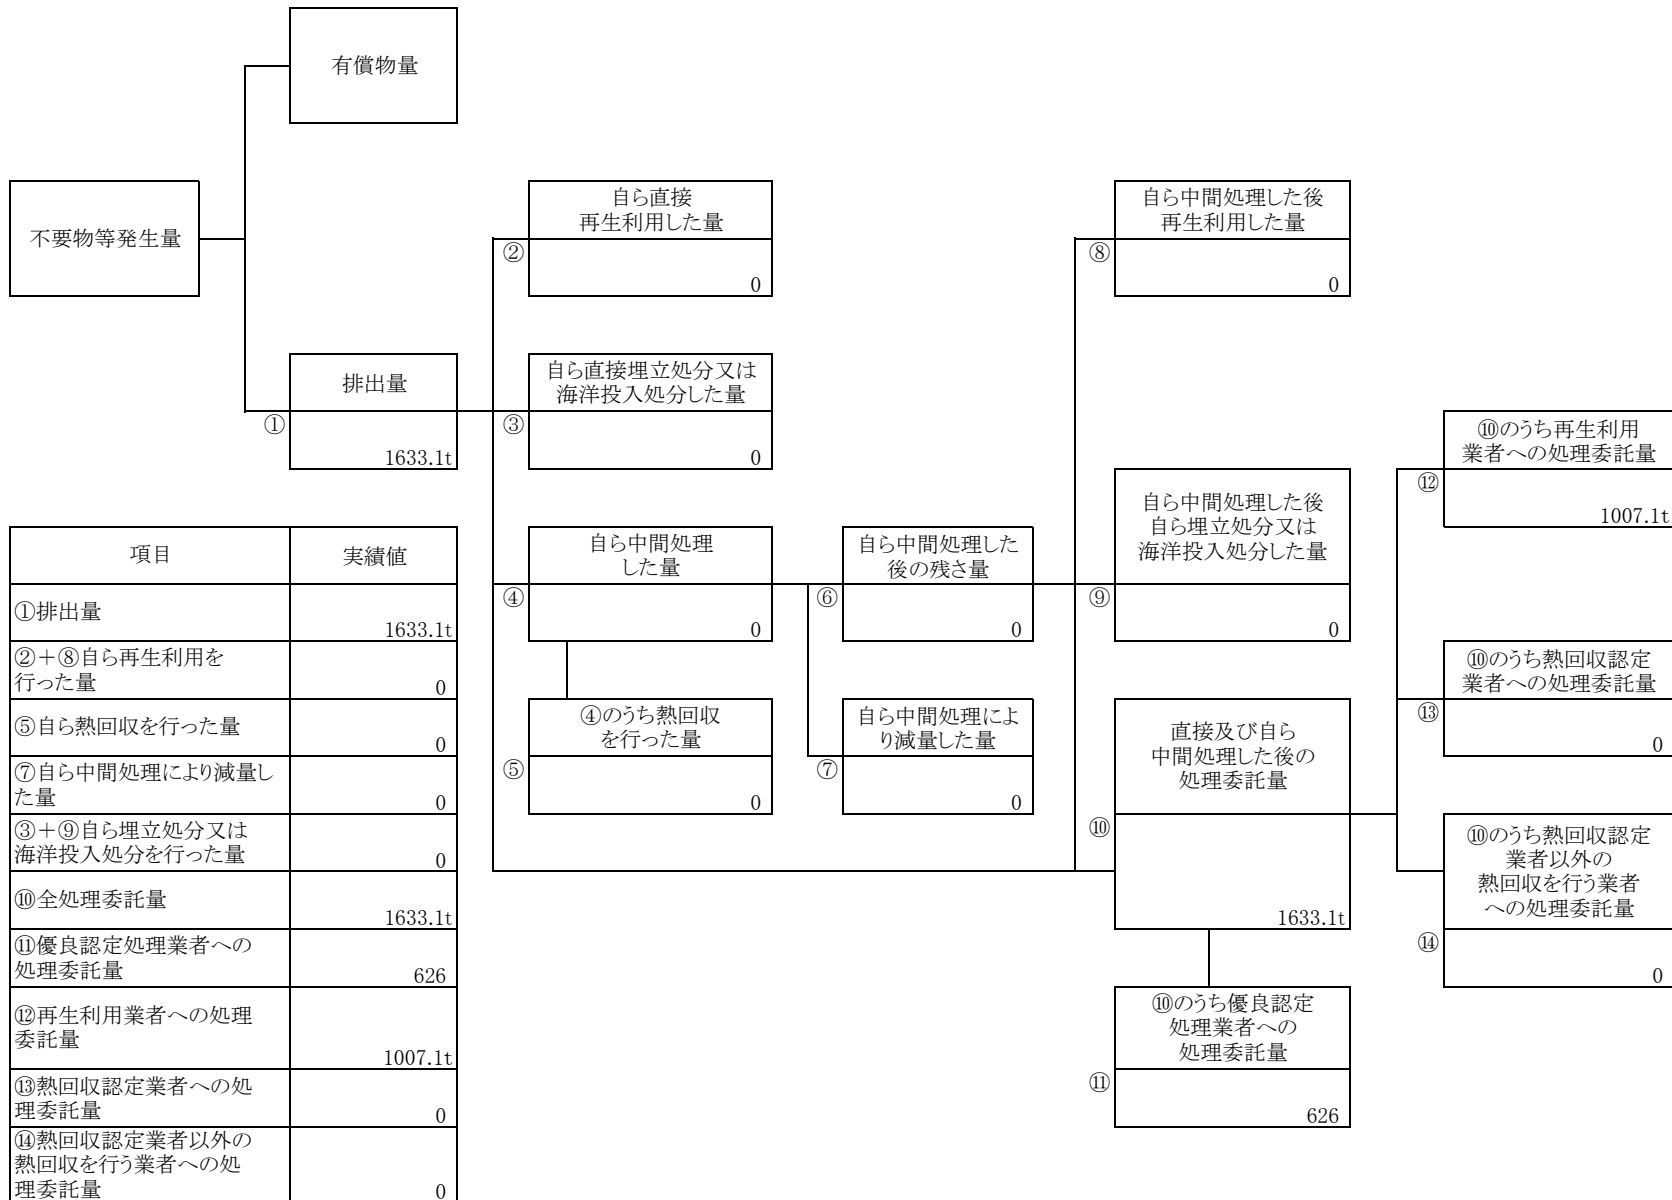 有償物量
不要物等発生量
自ら直接
再生利用した量
②
0
自ら中間処理した後
再生利用した量
⑧
0
排出量
①
1633.1t
自ら直接埋立処分又は
海洋投入処分した量
③
0
⑩のうち再生利用
業者への処理委託量
⑫
1007.1t
自ら中間処理
した量
④
0
自ら中間処理した
後の残さ量
⑥
0
自ら中間処理した後
自ら埋立処分又は
海洋投入処分した量
⑨
0
⑩のうち熱回収認定
業者への処理委託量
⑬
0
④のうち熱回収
を行った量
⑤
0
自ら中間処理によ
り減量した量
⑦
0
直接及び自ら
中間処理した後の
処理委託量
⑩
1633.1t
⑩のうち熱回収認定
業者以外の
熱回収を行う業者
への処理委託量
⑭
0
⑩のうち優良認定
処理業者への
処理委託量
⑪
626
項目 実績値
①排出量
1633.1t
②+⑧自ら再生利用を
行った量 0
⑤自ら熱回収を行った量
0
⑦自ら中間処理により減量し
た量 0
③+⑨自ら埋立処分又は
海洋投入処分を行った量 0
⑩全処理委託量
1633.1t
⑪優良認定処理業者への
処理委託量 626
⑫再生利用業者への処理
委託量
1007.1t
⑬熱回収認定業者への処
理委託量 0
⑭熱回収認定業者以外の
熱回収を行う業者への処
理委託量 0